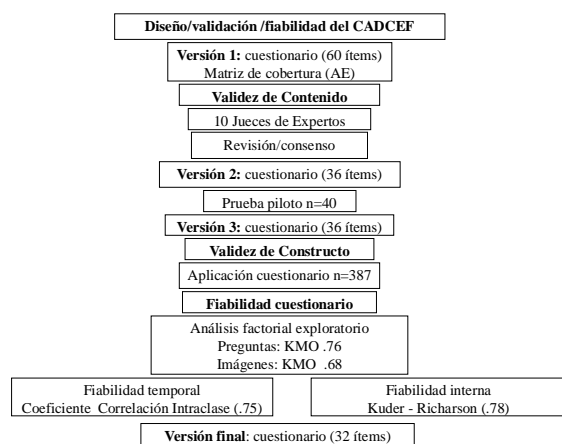 Diseño/validación /fiabilidad del CADCEF
Versión 1: cuestionario (60 ítems)
Matriz de cobertura (AE)
Validez de Contenido
10 Jueces de Expertos
Revisión/consenso
Versión 2: cuestionario (36 ítems)
Prueba piloto n=40
Versión 3: cuestionario (36 ítems)
Validez de Constructo
Aplicación cuestionario n=387
Fiabilidad cuestionario
Análisis factorial exploratorio
Preguntas: KMO .76
Imágenes: KMO .68
Fiabilidad temporal
Coeficiente Correlación Intraclase (.75)
Fiabilidad interna
Kuder - Richarson (.78)
Versión final: cuestionario (32 ítems)